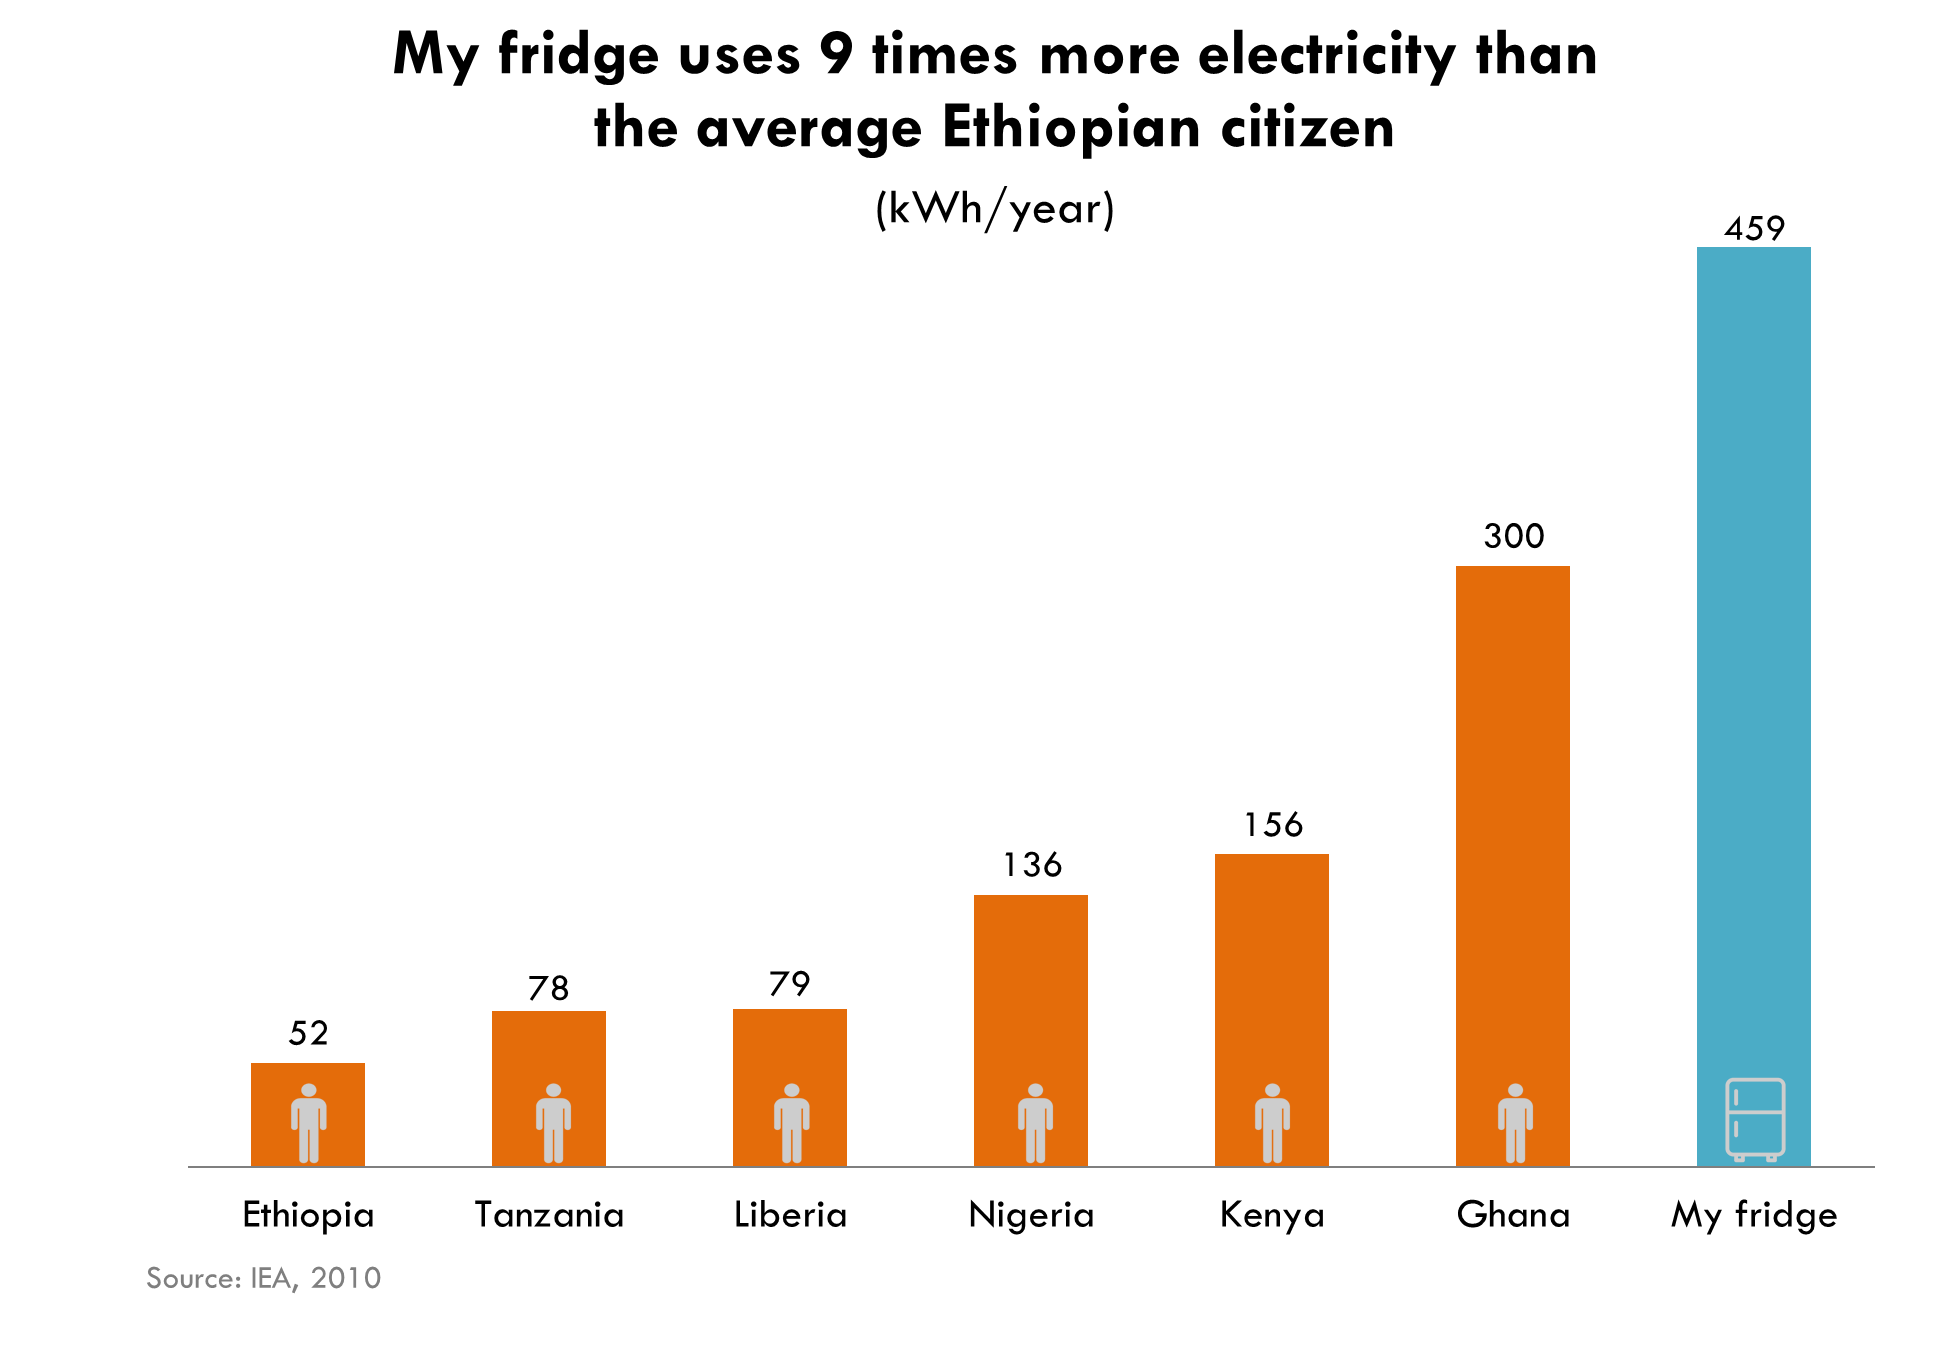 My fridge uses 9 times more electricity than
the average Ethiopian citizen
(kWh/year)
459
300
156
136
79
78
52
Ethiopia Tanzania Liberia Nigeria Kenya Ghana My fridge
Source: IEA, 2010